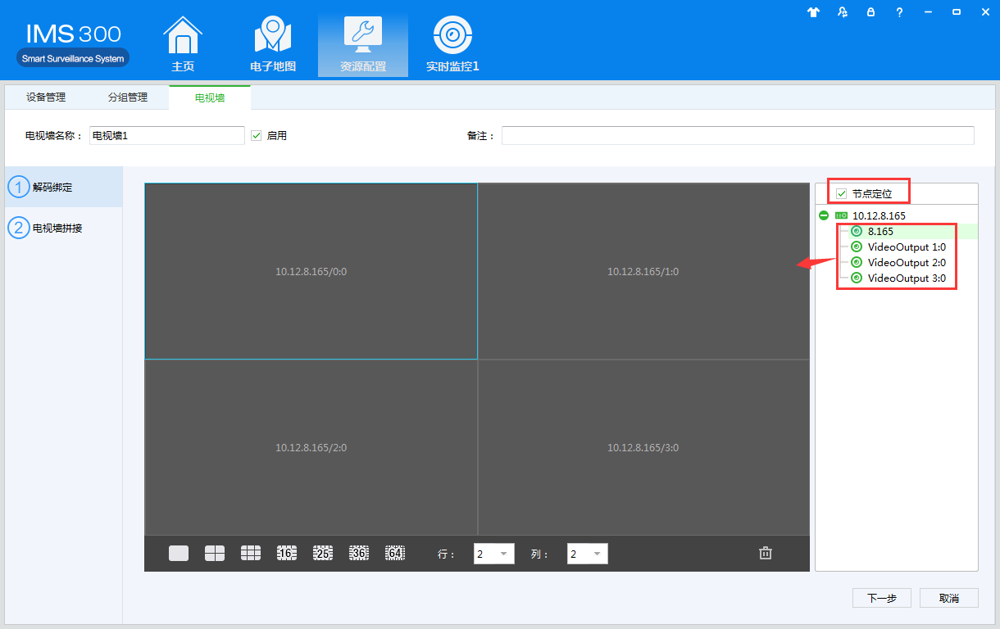 IMS 300
Smart Surveillance System
主页
电子地图
资源配置
实时监控1
设备管理
分组管理
电视墙
电视墙名称：
电视墙1
启用
备注：
1 解码绑定
2 电视墙拼接
10.12.8.165/0:0
10.12.8.165/1:0
10.12.8.165/2:0
10.12.8.165/3:0
节点定位
10.12.8.165
8.165
VideoOutput 1:0
VideoOutput 2:0
VideoOutput 3:0
16
25
36
64
行：
2
列：
2
下一步
取消